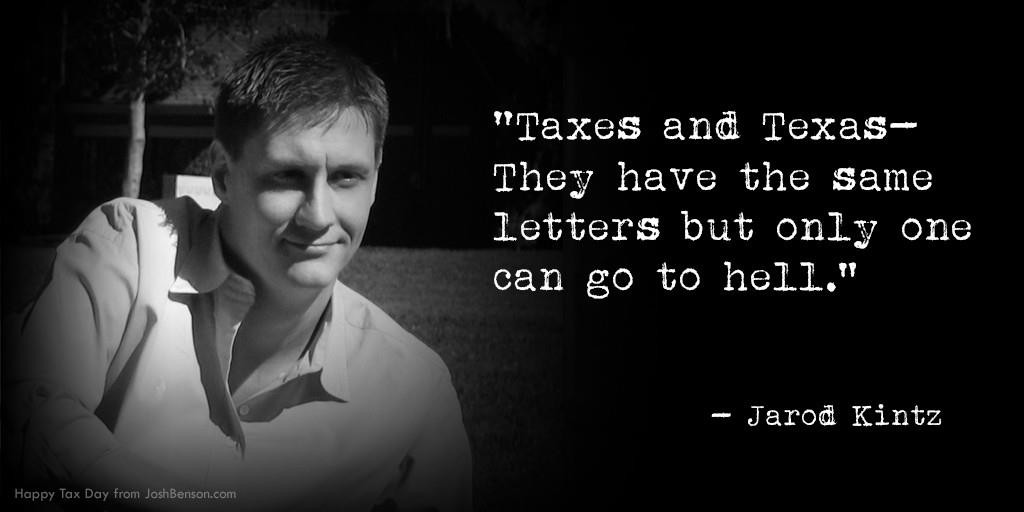 "Taxes and Texas—
They have the same
letters but only one
can go to hell."
— Jarod Kintz
Happy Tax Day from JoshBenson.com